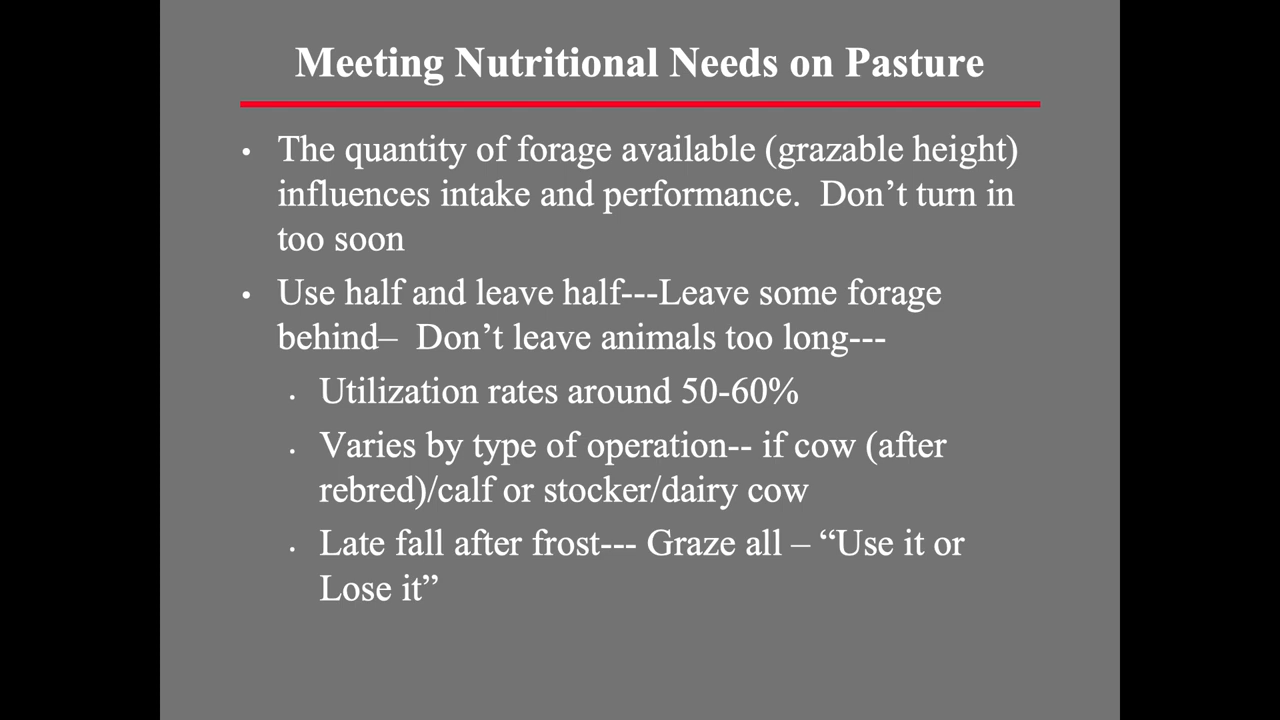 Meeting Nutritional Needs on Pasture
• The quantity of forage available (grazable height)
influences intake and performance.  Don’t turn in
too soon
• Use half and leave half---Leave some forage
behind–  Don’t leave animals too long---
• Utilization rates around 50-60%
• Varies by type of operation-- if cow (after
rebred)/calf or stocker/dairy cow
• Late fall after frost--- Graze all – “Use it or
Lose it”